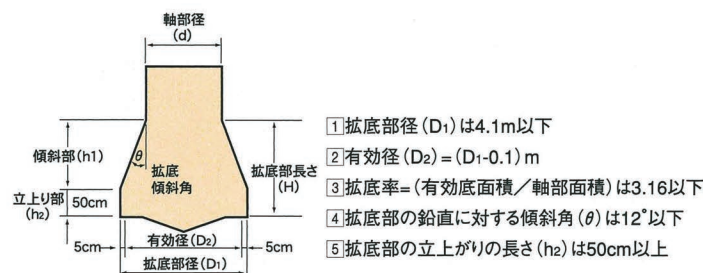 軸部径
(d)
傾斜部(h1)
θ
拡底
傾斜角
拡底部長さ
(H)
立上り部
(h2)
50cm
5cm
有効径(D2)
5cm
拡底部径(D1)
1 拡底部径(D1)は4.1m以下
2 有効径(D2)=(D1-0.1)m
3 拡底率=(有効底面積/軸部面積)は3.16以下
4 拡底部の鉛直に対する傾斜角(θ)は12°以下
5 拡底部の立上がりの長さ(h2)は50cm以上